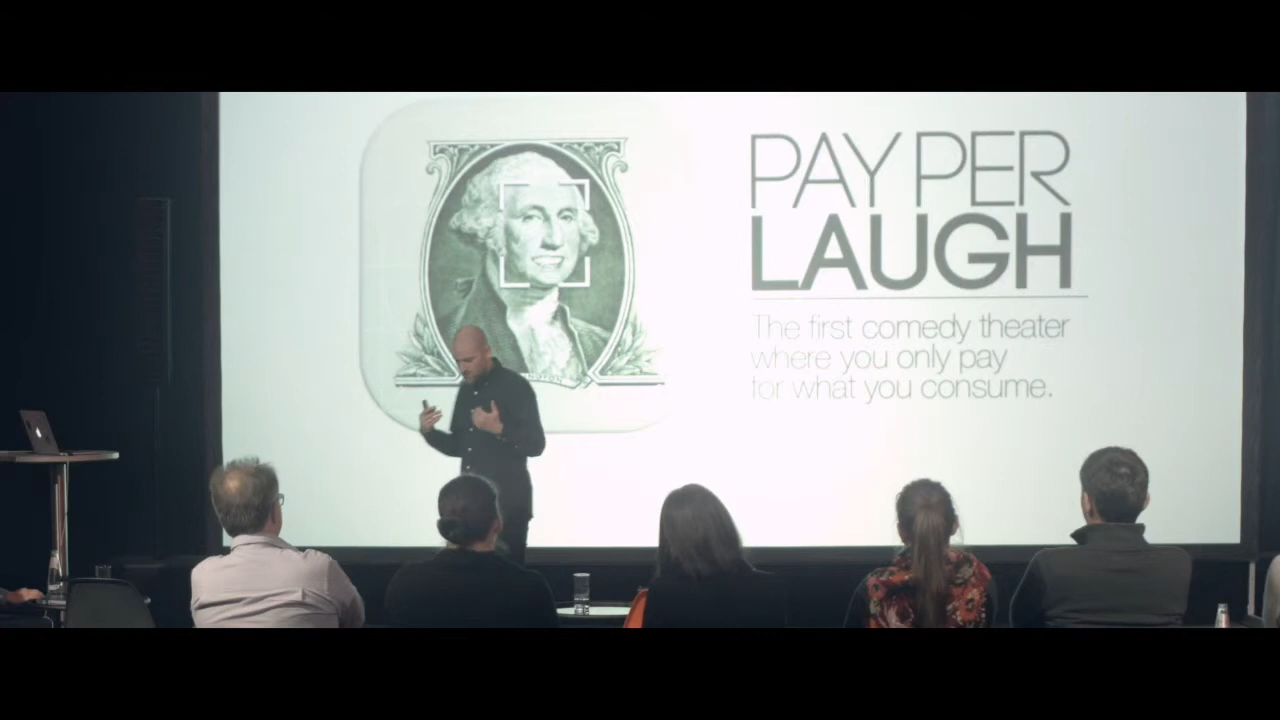 PAY PER
LAUGH
The first comedy theater
where you only pay
for what you consume.